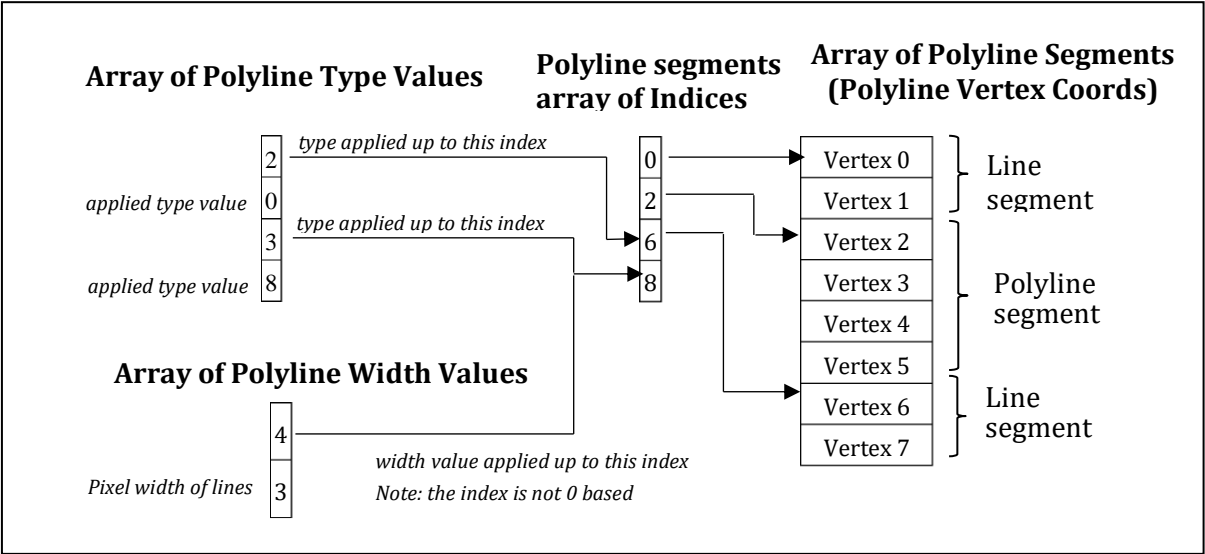 Array of Polyline Type Values
Polyline segments
array of Indices
Array of Polyline Segments
(Polyline Vertex Coords)
2
type applied up to this index
applied type value
0
3
type applied up to this index
applied type value
8
0
2
6
8
Vertex 0
Vertex 1
Vertex 2
Vertex 3
Vertex 4
Vertex 5
Vertex 6
Vertex 7
Line
segment
Polyline
segment
Line
segment
Array of Polyline Width Values
4
width value applied up to this index
Note: the index is not 0 based
Pixel width of lines
3